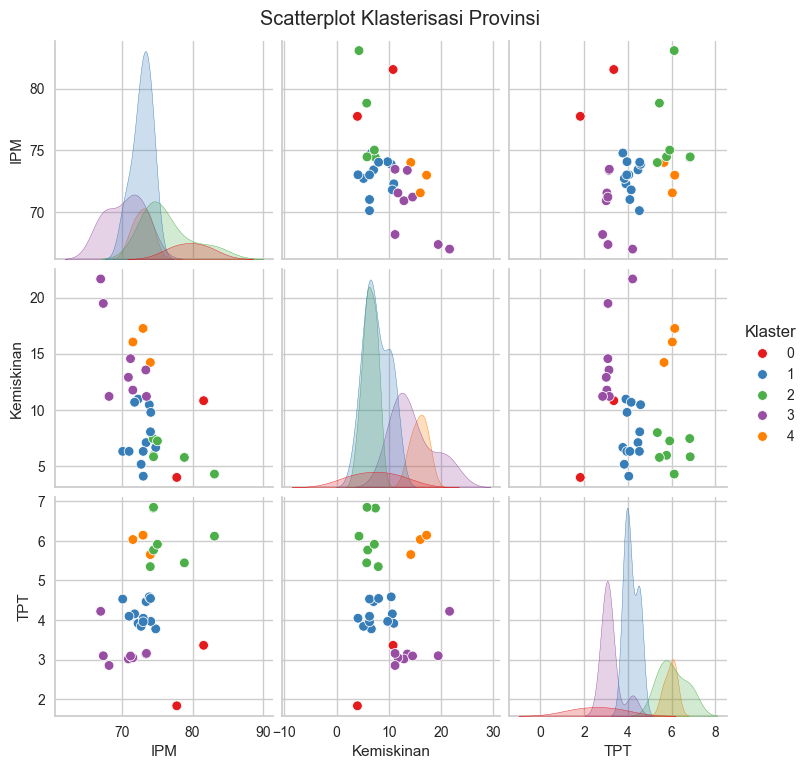 Scatterplot Klasterisasi Provinsi
IPM
80
75
70
Kemiskinan
20
15
10
5
TPT
7
6
5
4
3
2
70 80 90
IPM
−10 0 10 20 30
Kemiskinan
0 2 4 6 8
TPT
Klaster
0
1
2
3
4